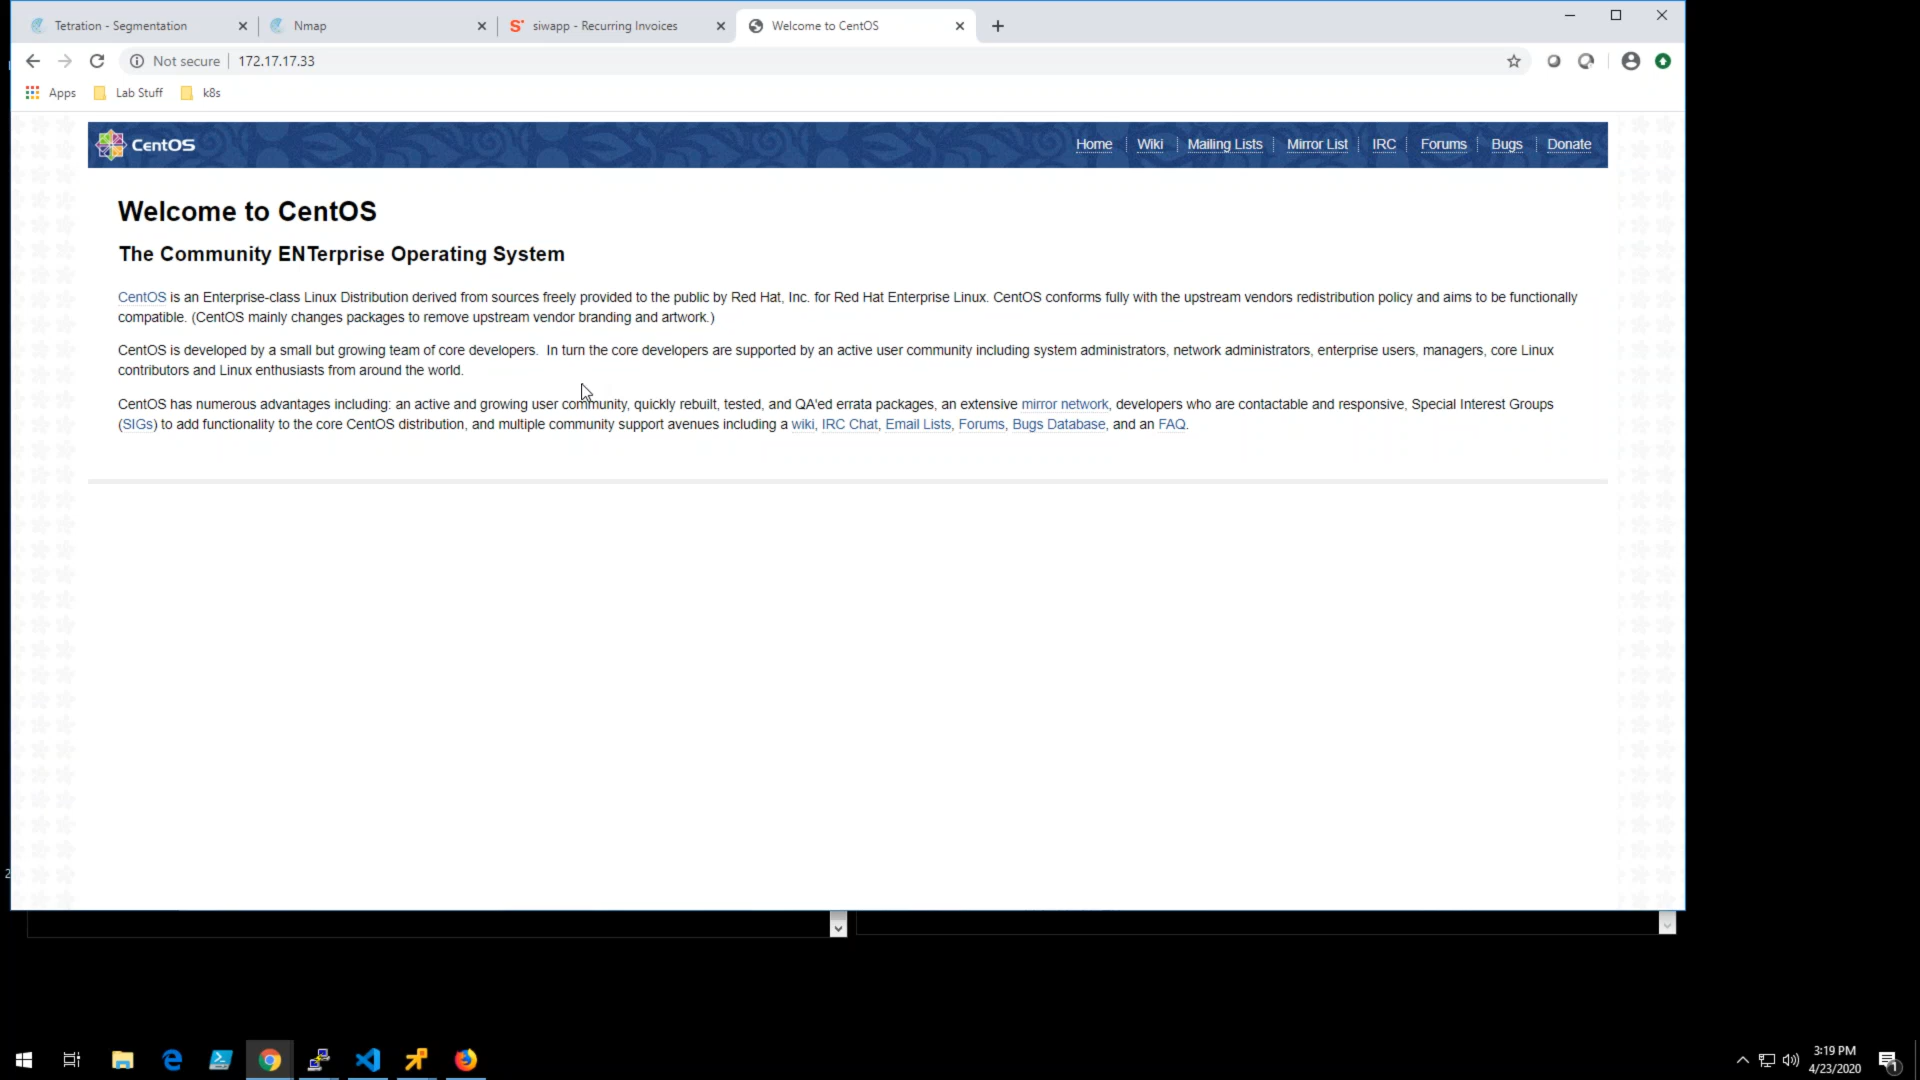 Tetration - Segmentation
Nmap
siwapp - Recurring Invoices
Welcome to CentOS
Not secure
172.17.17.33
Apps
Lab Stuff
k8s
CentOS
Home
Wiki
Mailing Lists
Mirror List
IRC
Forums
Bugs
Donate
Welcome to CentOS
The Community ENTerprise Operating System
CentOS is an Enterprise-class Linux Distribution derived from sources freely provided to the public by Red Hat, Inc. for Red Hat Enterprise Linux. CentOS conforms fully with the upstream vendors redistribution policy and aims to be functionally
compatible. (CentOS mainly changes packages to remove upstream vendor branding and artwork.)
CentOS is developed by a small but growing team of core developers. In turn the core developers are supported by an active user community including system administrators, network administrators, enterprise users, managers, core Linux
contributors and Linux enthusiasts from around the world.
CentOS has numerous advantages including: an active and growing user community, quickly rebuilt, tested, and QA'ed errata packages, an extensive mirror network, developers who are contactable and responsive, Special Interest Groups
(SIGs) to add functionality to the core CentOS distribution, and multiple community support avenues including a wiki, IRC Chat, Email Lists, Forums, Bugs Database, and an FAQ.
2
3:19 PM
4/23/2020
1